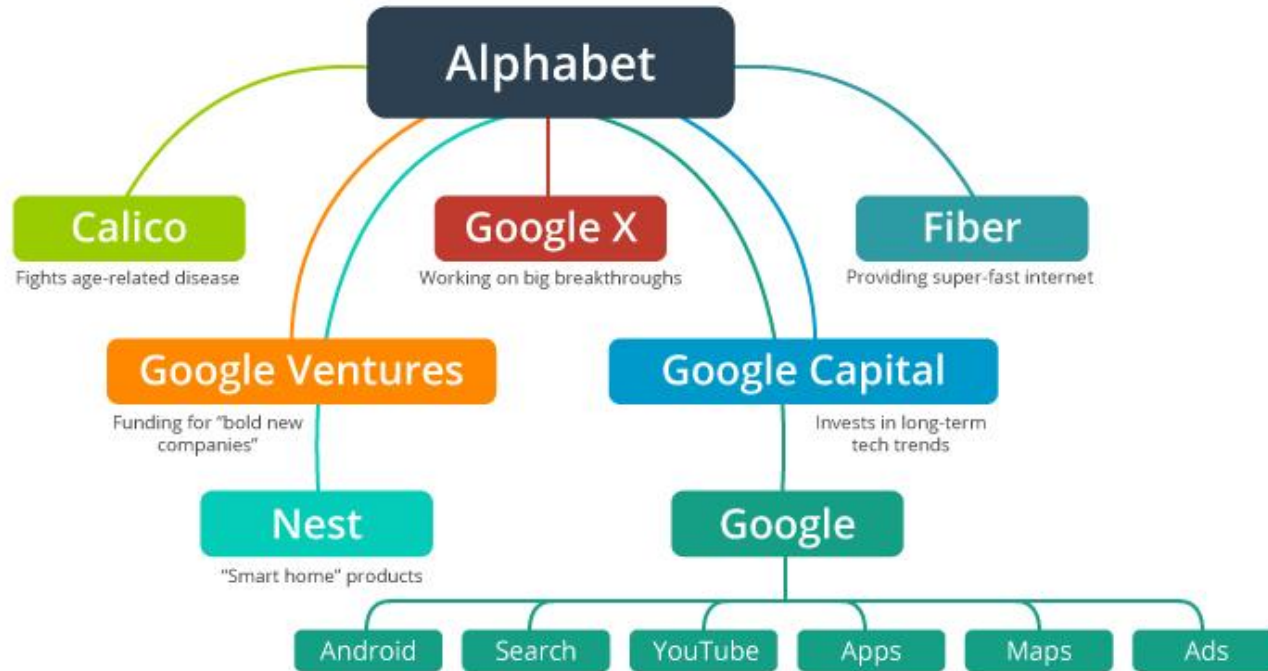 Alphabet
Calico
Fights age-related disease
Google X
Working on big breakthroughs
Fiber
Providing super-fast internet
Google Ventures
Funding for “bold new
companies”
Google Capital
Invests in long-term
tech trends
Nest
“Smart home” products
Google
Android
Search
YouTube
Apps
Maps
Ads